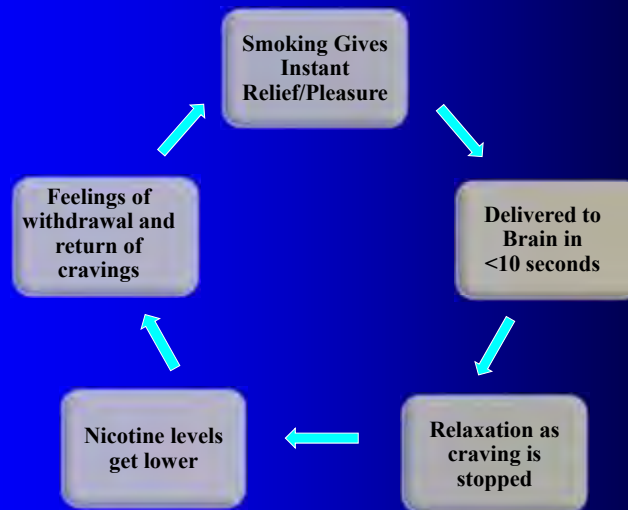 Smoking Gives
Instant
Relief/Pleasure
Delivered to
Brain in
<10 seconds
Relaxation as
craving is
stopped
Nicotine levels
get lower
Feelings of
withdrawal and
return of
cravings